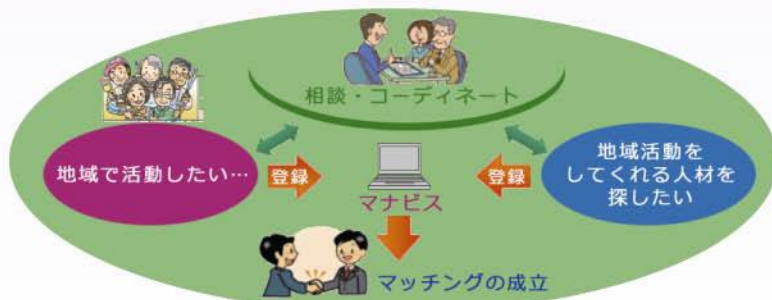 相談・コーディネート
地域で活動したい…
登録
マナビス
登録
地域活動を
してくれる人材を
探したい
マッチングの成立